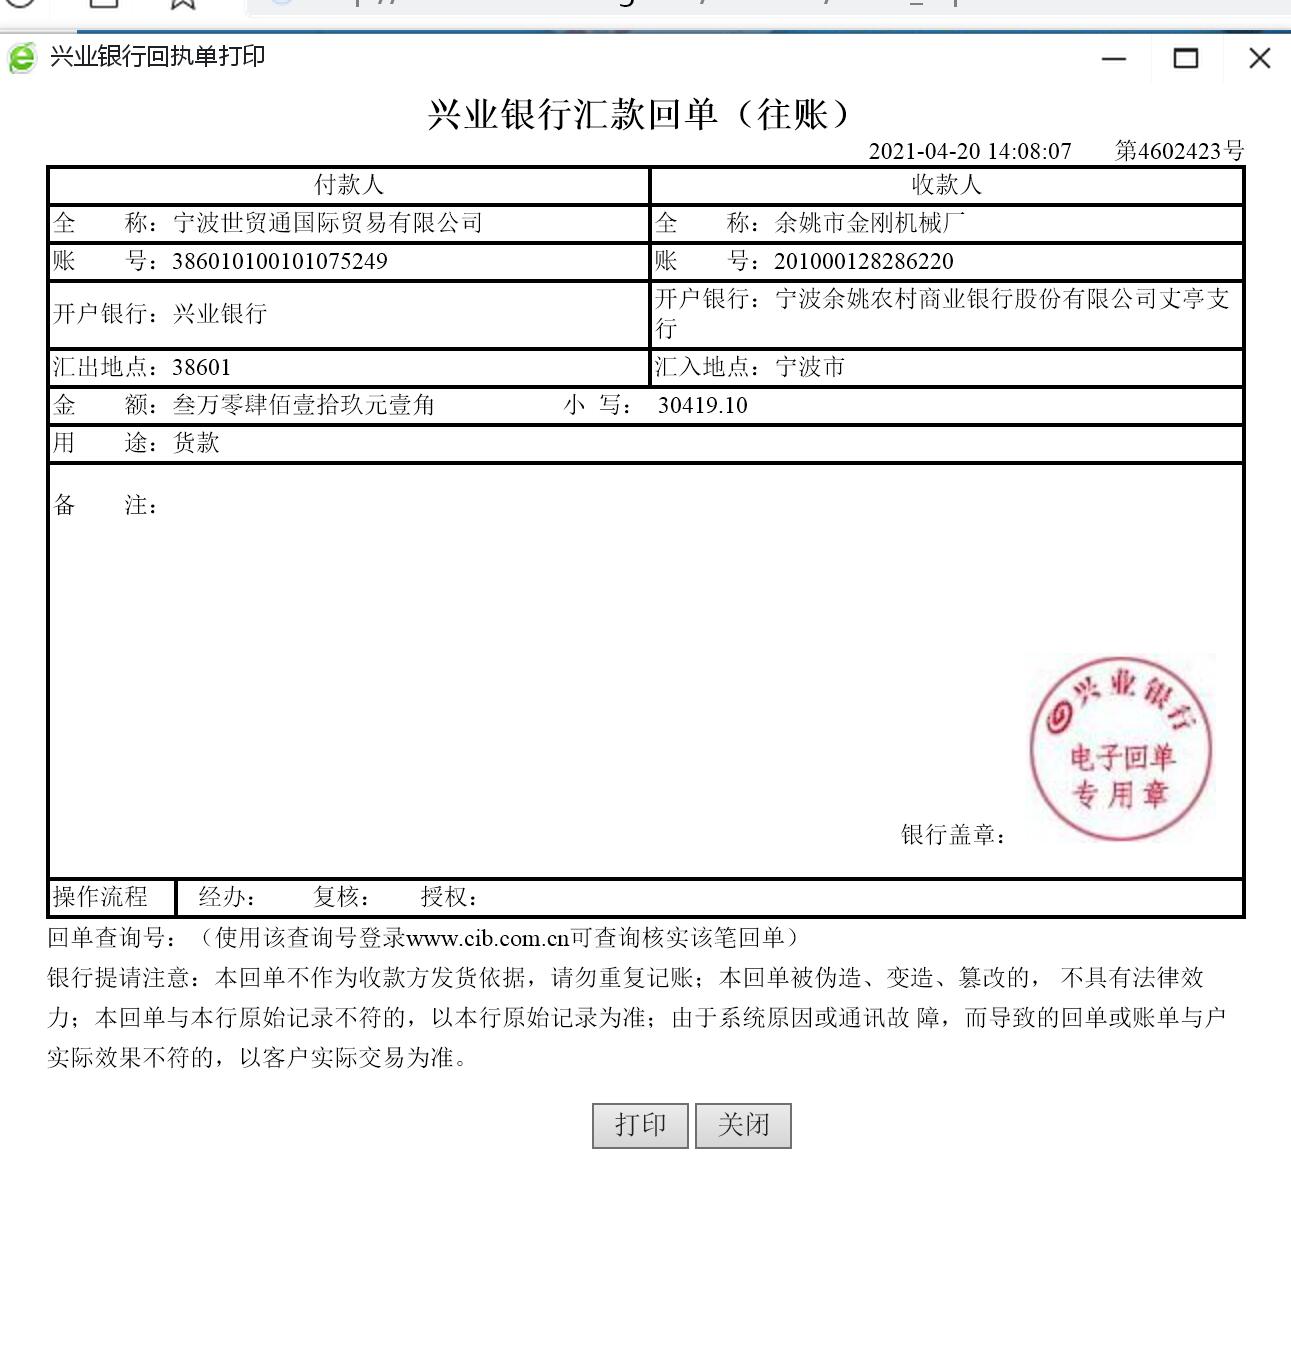 兴业银行回执单打印
兴业银行汇款回单（往账）
2021-04-20 14:08:07 第4602423号
付款人 收款人
全 称：宁波世贸通国际贸易有限公司 全 称：余姚市金刚机械厂
账 号：386010100101075249 账 号：201000128286220
开户银行：兴业银行 开户银行：宁波余姚农村商业银行股份有限公司丈亭支
行
汇出地点：38601 汇入地点：宁波市
金 额：叁万零肆佰壹拾玖元壹角 小 写： 30419.10
用 途：货款
备 注：
兴业银行
电子回单
专用章
银行盖章：
操作流程 经办： 复核： 授权：
回单查询号：（使用该查询号登录www.cib.com.cn可查询核实该笔回单）
银行提请注意：本回单不作为收款方发货依据，请勿重复记账；本回单被伪造、变造、篡改的， 不具有法律效
力；本回单与本行原始记录不符的，以本行原始记录为准；由于系统原因或通讯故 障，而导致的回单或账单与户
实际效果不符的，以客户实际交易为准。
打印 关闭